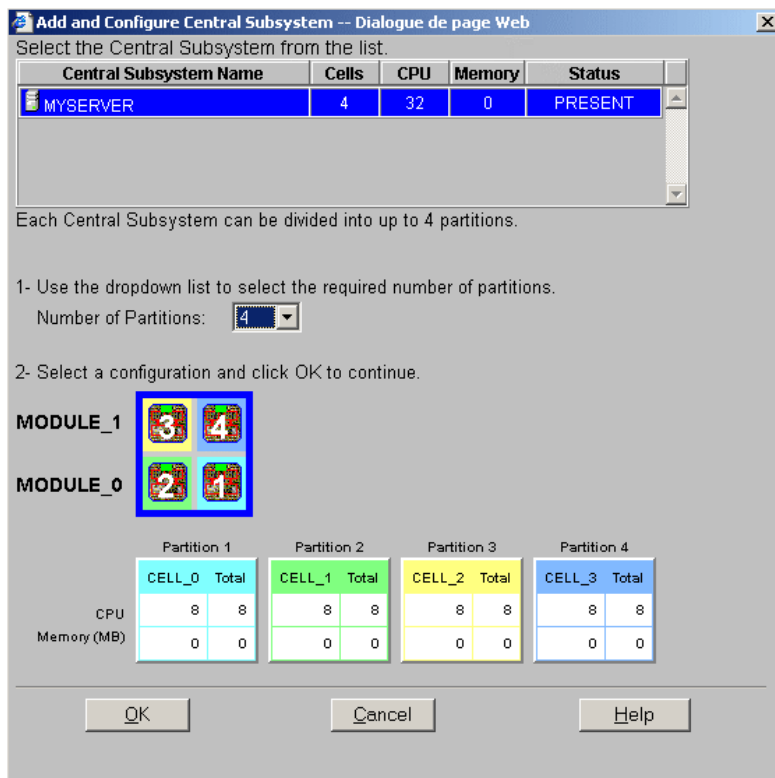 Add and Configure Central Subsystem -- Dialogue de page Web
Select the Central Subsystem from the list.
Central Subsystem Name Cells CPU Memory Status
MYSERVER 4 32 0 PRESENT
Each Central Subsystem can be divided into up to 4 partitions.
1- Use the dropdown list to select the required number of partitions.
Number of Partitions: 4
2- Select a configuration and click OK to continue.
MODULE_1 3 4
MODULE_0 2 1
Partition 1 Partition 2 Partition 3 Partition 4
CELL_0 Total CELL_1 Total CELL_2 Total CELL_3 Total
CPU 8 8 8 8 8 8 8 8
Memory (MB) 0 0 0 0 0 0 0 0
OK Cancel Help